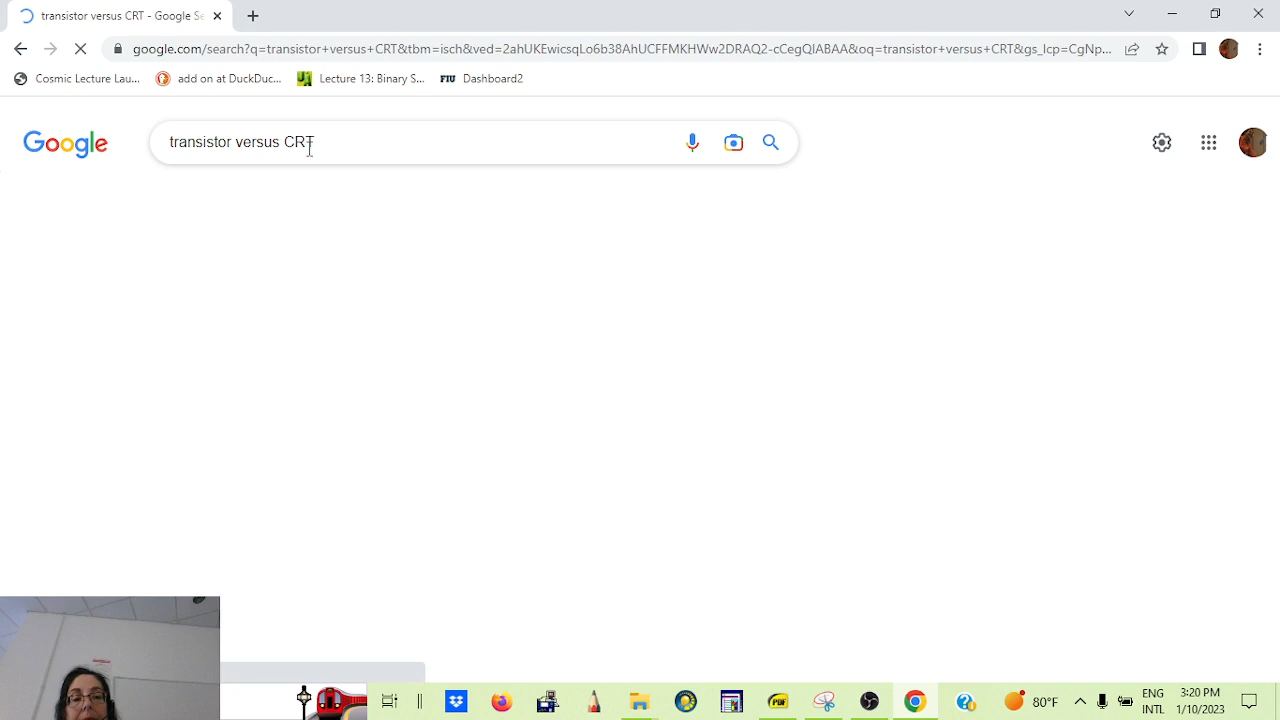 transistor versus CRT - Google Se
google.com/search?q=transistor+versus+CRT&tbm=isch&ved=2ahUKEwicsqLo6b38AhUCFFMKHWw2DRAQ2-cCegQIABAA&oq=transistor+versus+CRT&gs_lcp=CgNp...
Cosmic Lecture Lau... add on at DuckDuc... Lecture 13: Binary S... FIU Dashboard2
Google transistor versus CRT
PDF 80°F ENG INTL 3:20 PM
1/10/2023